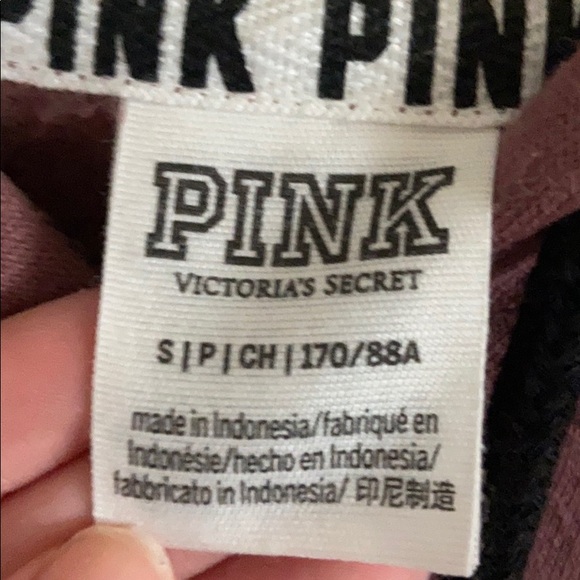 PINK PINK
PINK
VICTORIA'S SECRET
S | P | CH | 170/88A
made in Indonesia/fabriqué en
Indonésie/hecho en Indonesia/
fabbricato in Indonesia/ 印尼制造